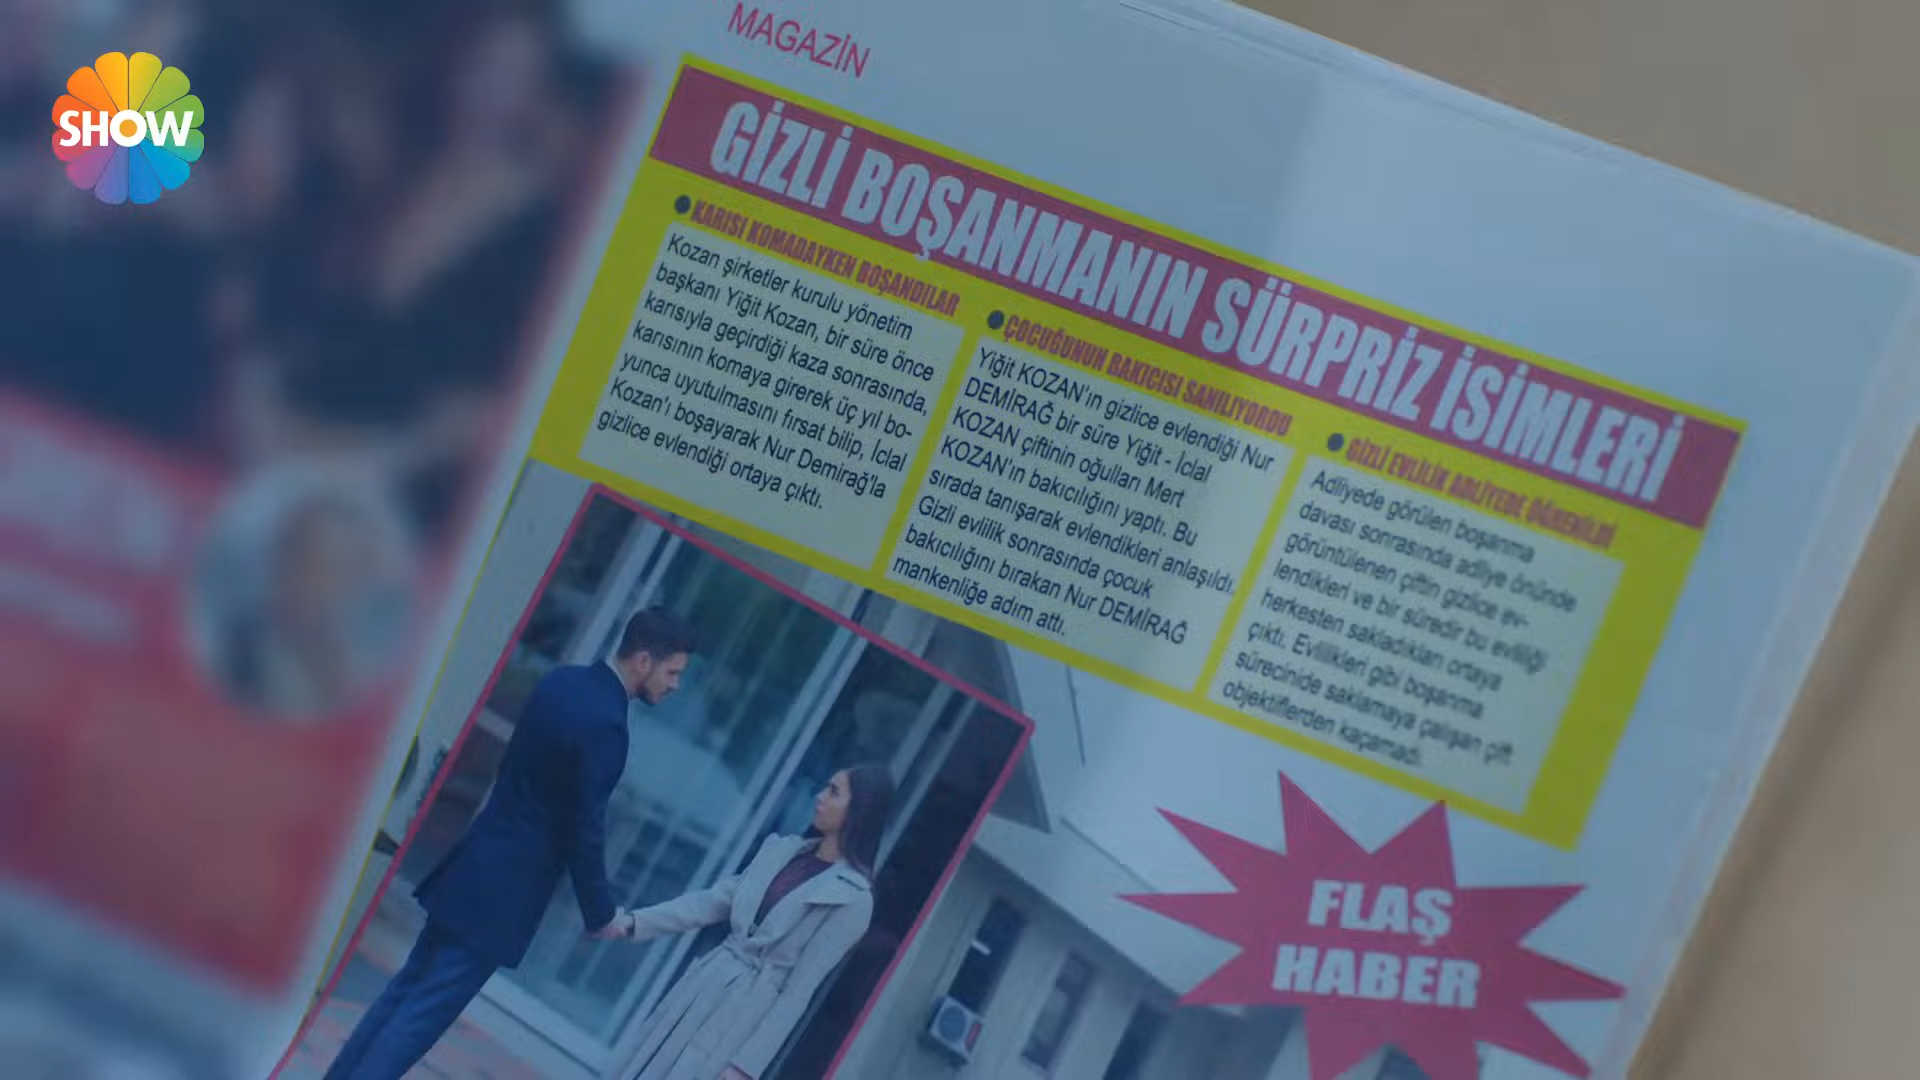 SHOW
MAGAZİN
GİZLİ BOŞANMANIN SÜRPRİZ İSİMLERİ
KARISI KOMADAYKEN BOŞANDILAR
Kozan şirketler kurulu yönetim
başkanı Yiğit Kozan, bir süre önce
karısıyla geçirdiği kaza sonrasında,
karısının komaya girerek üç yıl bo-
yunca uyutulmasını fırsat bilip, İclal
Kozan'ı boşayarak Nur Demirağ'la
gizlice evlendiği ortaya çıktı.
ÇOCUĞUNUN BAKICISI SANILIYORDU
Yiğit KOZAN'ın gizlice evlendiği Nur
DEMİRAĞ bir süre Yiğit - İclal
KOZAN çiftinin oğulları Mert
KOZAN'ın bakıcılığını yaptı. Bu
sırada tanışarak evlendikleri anlaşıldı.
Gizli evlilik sonrasında çocuk
bakıcılığını bırakan Nur DEMİRAĞ
mankenliğe adım attı.
GİZLİ EVLİLİK ADLİYEDE ÖĞRENİLDİ
Adliyede görülen boşanma
davası sonrasında adliye önünde
görüntülenen çiftin gizlice ev-
lendikleri ve bir süredir bu evliliği
herkesten sakladıkları ortaya
çıktı. Evlilikleri gibi boşanma
sürecinide saklamaya çalışan çift
objektiflerden kaçamadı.
FLAŞ
HABER